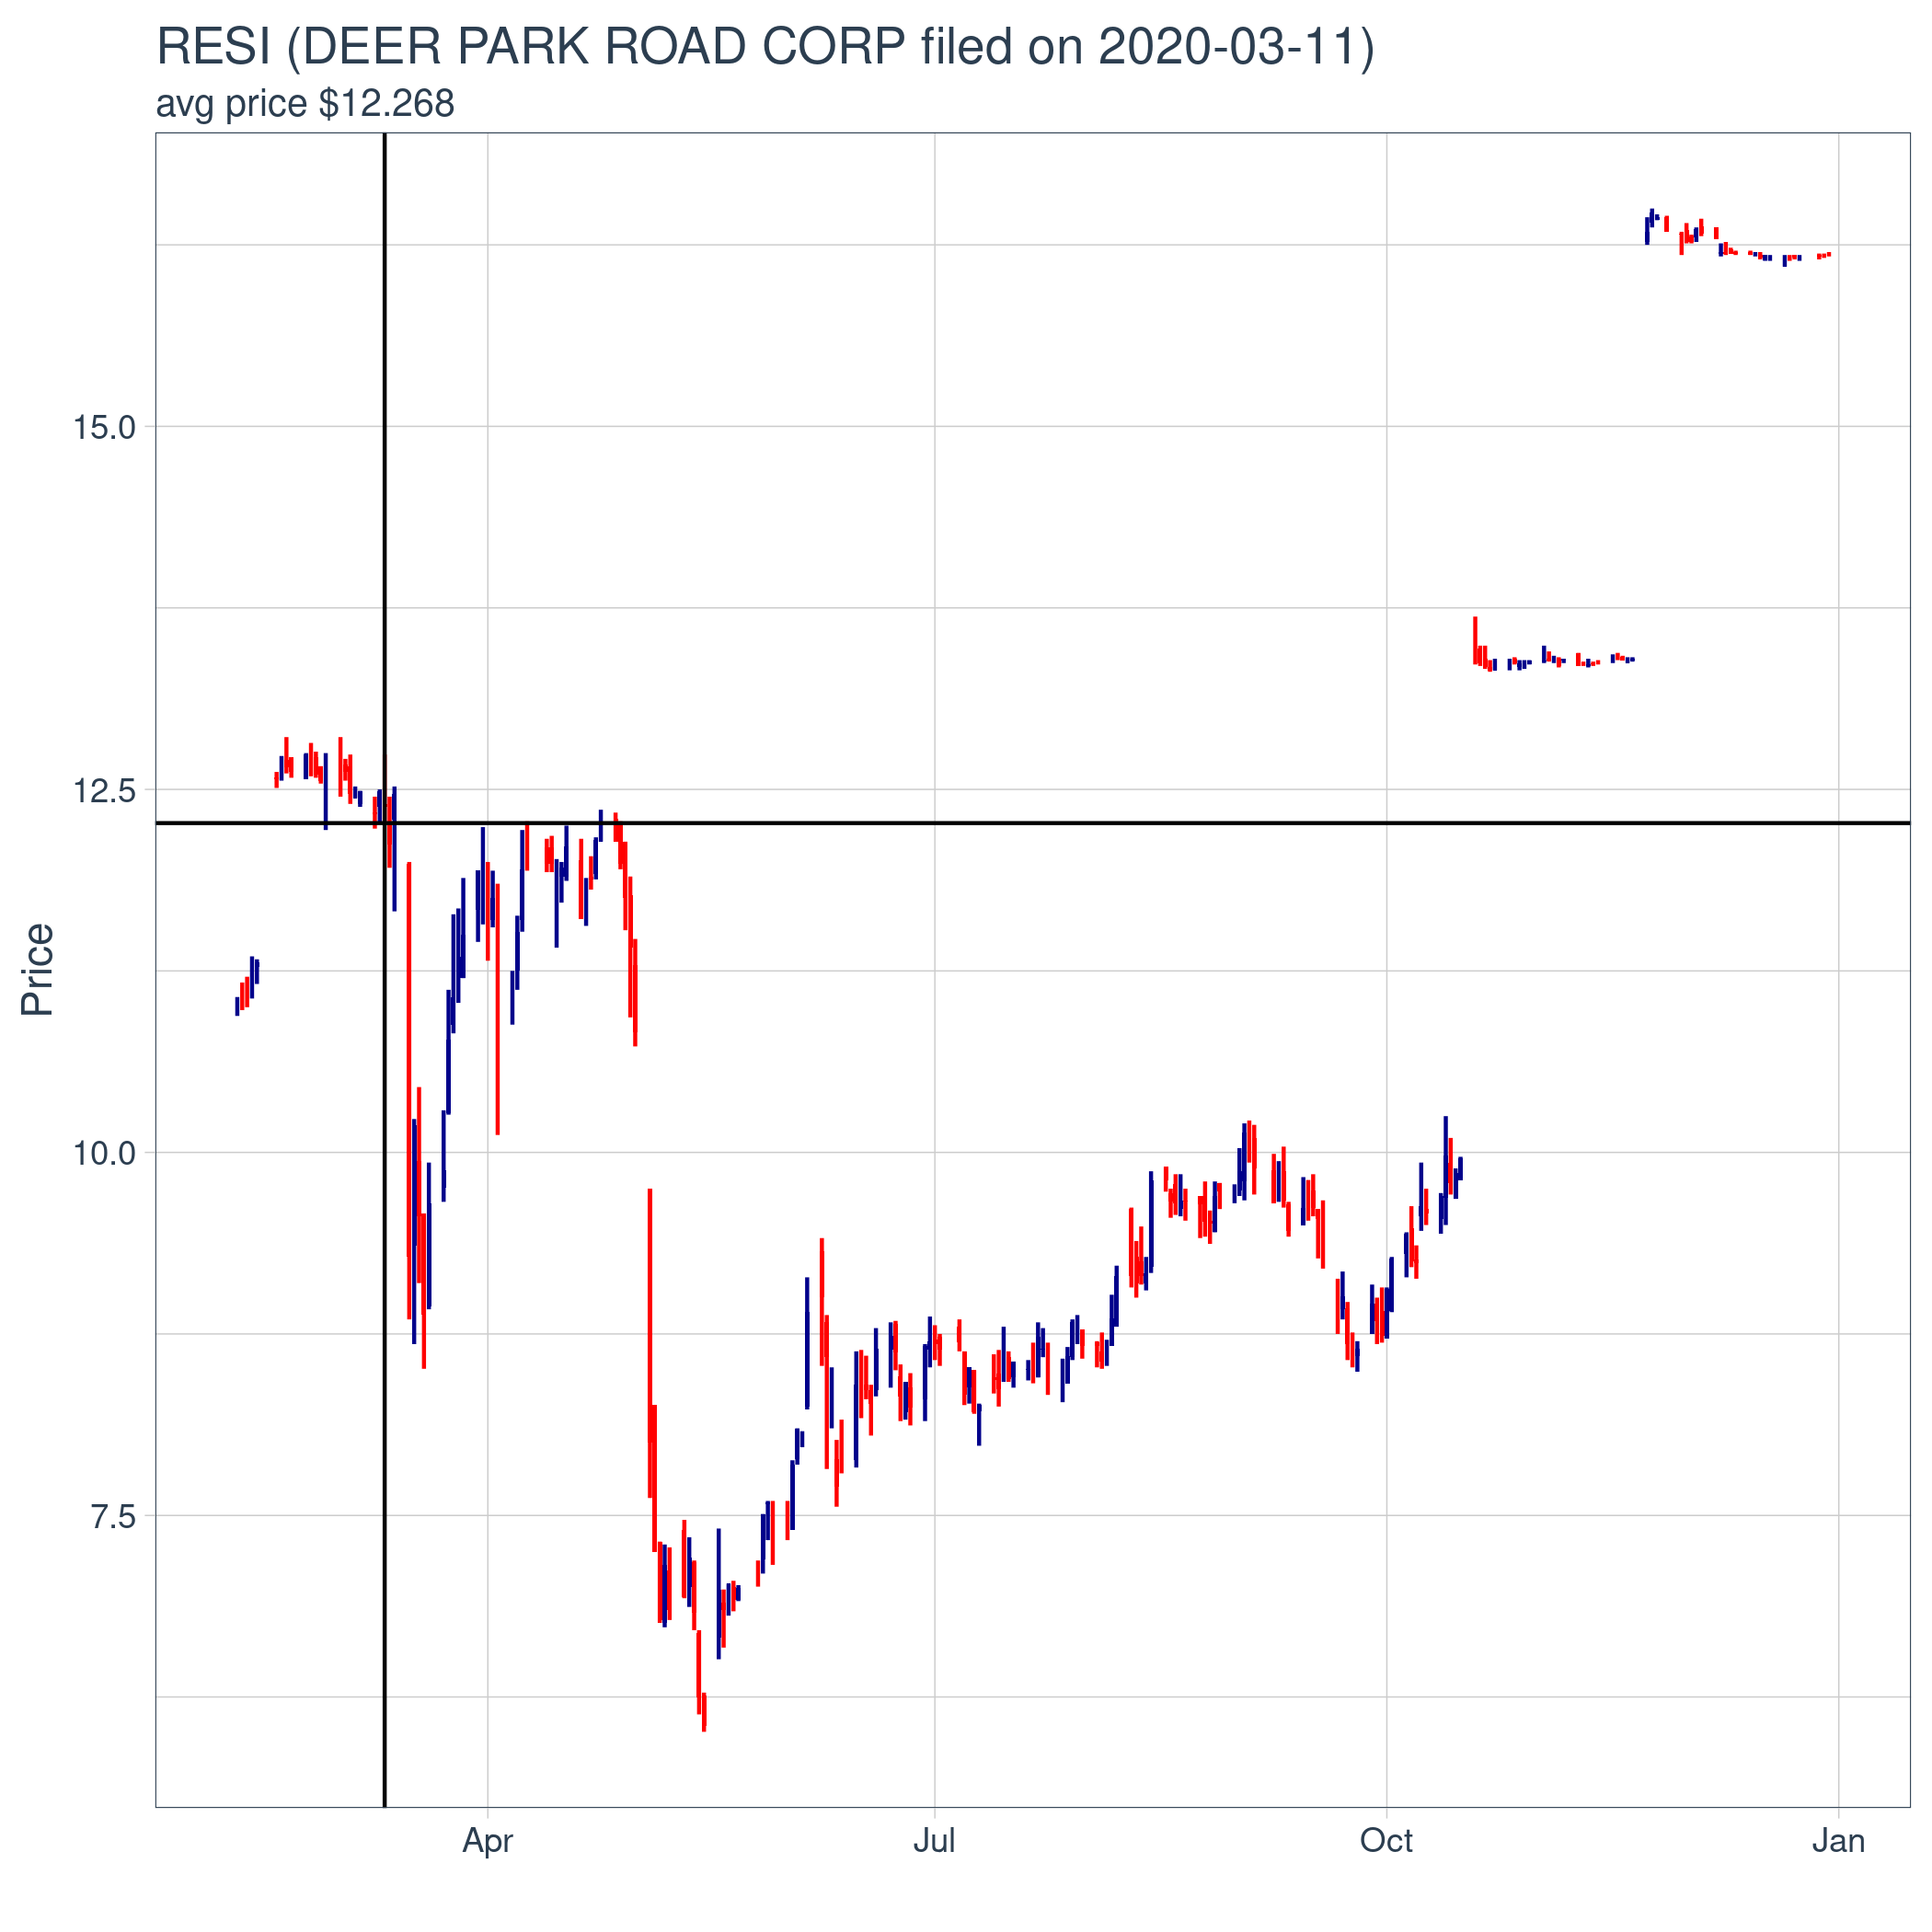 RESI (DEER PARK ROAD CORP filed on 2020-03-11)
avg price $12.268
Price
15.0
12.5
10.0
7.5
Apr Jul Oct Jan